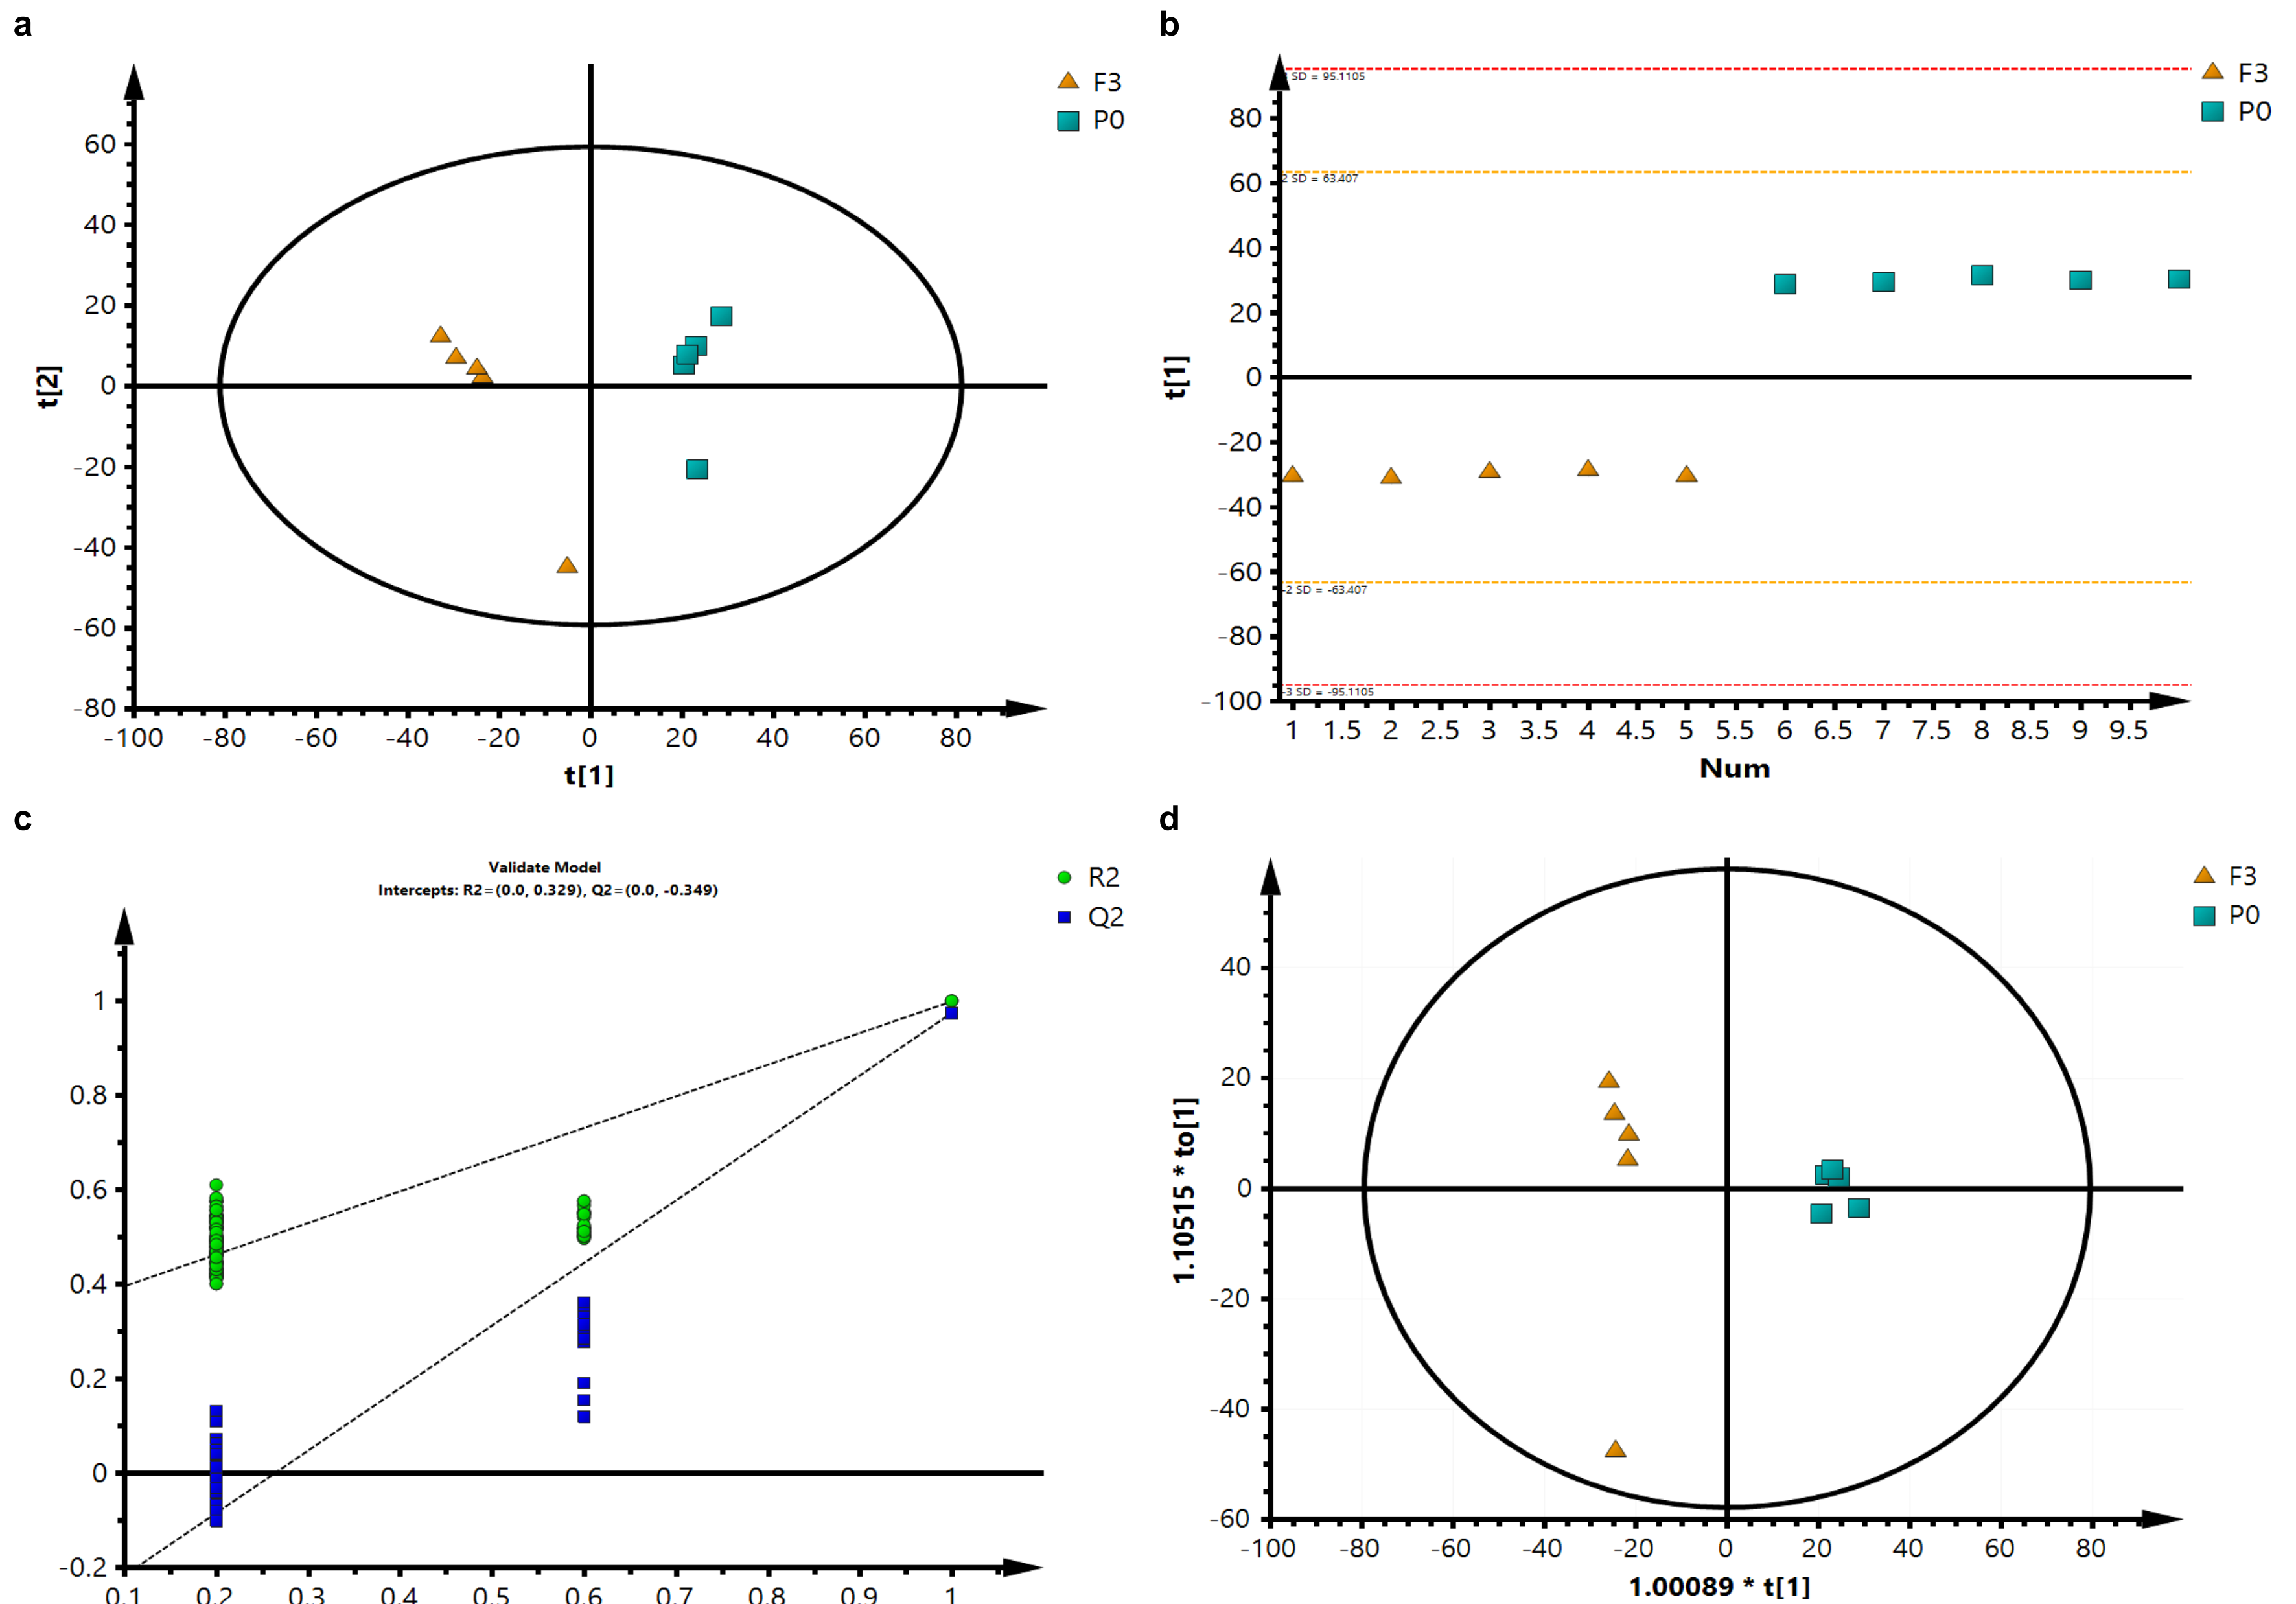 a
F3
P0
60
40
20
0
-20
-40
-60
-80
-100 -80 -60 -40 -20 0 20 40 60 80
t[2]
t[1]
b
F3
P0
SD = 95.1105
2 SD = 63.407
-2 SD = -63.407
-3 SD = -95.1105
80
60
40
20
0
-20
-40
-60
-80
-100
1 1.5 2 2.5 3 3.5 4 4.5 5 5.5 6 6.5 7 7.5 8 8.5 9 9.5
t[1]
Num
c
Validate Model
Intercepts: R2=(0.0, 0.329), Q2=(0.0, -0.349)
R2
Q2
1
0.8
0.6
0.4
0.2
0
-0.2
0.1 0.2 0.3 0.4 0.5 0.6 0.7 0.8 0.9 1
d
F3
P0
40
20
0
-20
-40
-60
-100 -80 -60 -40 -20 0 20 40 60 80
1.10515 * to[1]
1.00089 * t[1]